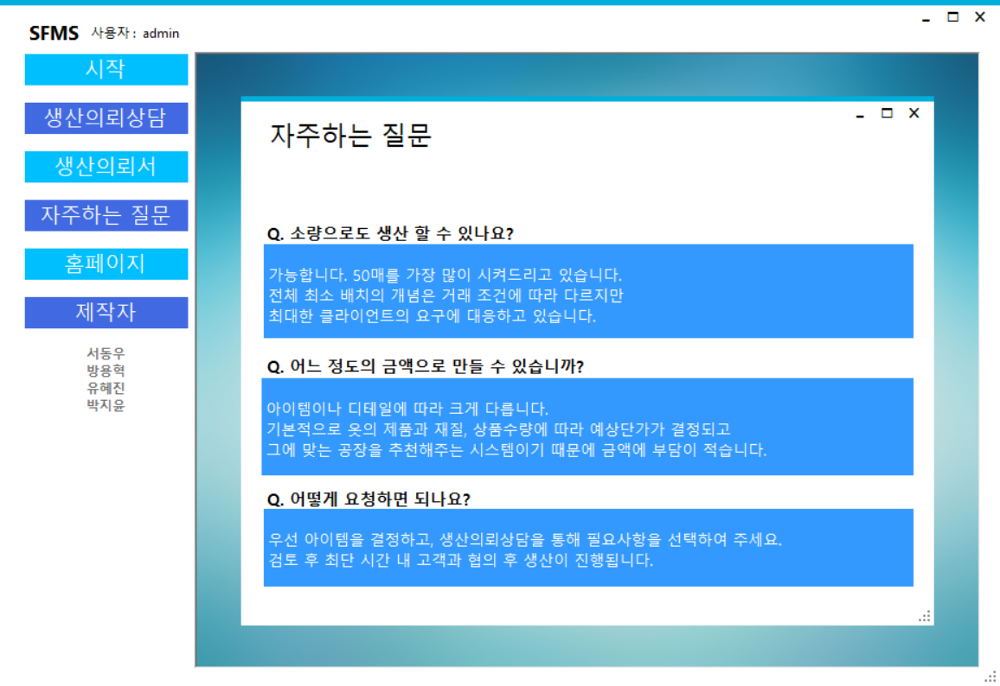 SFMS 사용자 : admin
시작
생산의뢰상담
생산의뢰서
자주하는 질문
홈페이지
제작자
서동우
방용혁
유혜진
박지윤
자주하는 질문
Q. 소량으로도 생산 할 수 있나요?
가능합니다. 50매를 가장 많이 시켜드리고 있습니다.
전체 최소 배치의 개념은 거래 조건에 따라 다르지만
최대한 클라이언트의 요구에 대응하고 있습니다.
Q. 어느 정도의 금액으로 만들 수 있습니까?
아이템이나 디테일에 따라 크게 다릅니다.
기본적으로 옷의 제품과 재질, 상품수량에 따라 예상단가가 결정되고
그에 맞는 공장을 추천해주는 시스템이기 때문에 금액에 부담이 적습니다.
Q. 어떻게 요청하면 되나요?
우선 아이템을 결정하고, 생산의뢰상담을 통해 필요사항을 선택하여 주세요.
검토 후 최단 시간 내 고객과 협의 후 생산이 진행됩니다.